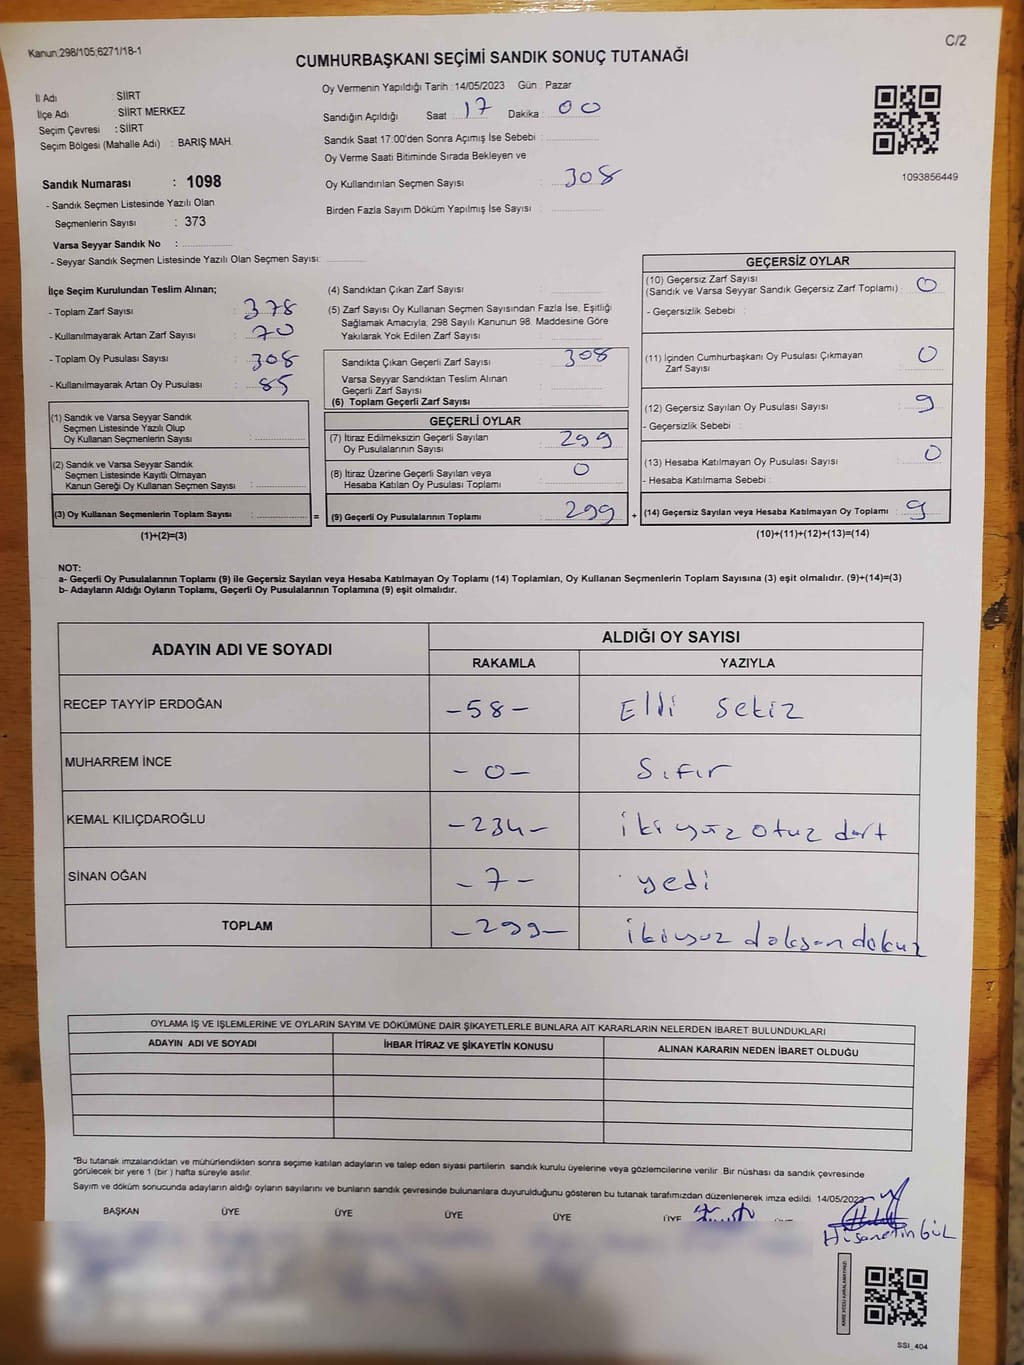 Kanun;298/105;6271/18-1
C/2
CUMHURBAŞKANI SEÇİMİ SANDIK SONUÇ TUTANAĞI
İl Adı : SİİRT
İlçe Adı : SİİRT MERKEZ
Seçim Çevresi : SİİRT
Seçim Bölgesi (Mahalle Adı) : BARIŞ MAH.
Sandık Numarası : 1098
- Sandık Seçmen Listesinde Yazılı Olan
Seçmenlerin Sayısı : 373
Varsa Seyyar Sandık No :
- Seyyar Sandık Seçmen Listesinde Yazılı Olan Seçmen Sayısı:
Oy Vermenin Yapıldığı Tarih : 14/05/2023 Gün : Pazar
Sandığın Açıldığı Saat : 17 Dakika : 00
Sandık Saat 17:00'den Sonra Açımış İse Sebebi :
Oy Verme Saati Bitiminde Sırada Bekleyen ve
Oy Kullandırılan Seçmen Sayısı : 308
Birden Fazla Sayım Döküm Yapılmış İse Sayısı :
1093856449
İlçe Seçim Kurulundan Teslim Alınan;
- Toplam Zarf Sayısı : 378
- Kullanılmayarak Artan Zarf Sayısı : 70
- Toplam Oy Pusulası Sayısı : 308
- Kullanılmayarak Artan Oy Pusulası : 85
(1) Sandık ve Varsa Seyyar Sandık
Seçmen Listesinde Yazılı Olup
Oy Kullanan Seçmenlerin Sayısı :
(2) Sandık ve Varsa Seyyar Sandık
Seçmen Listesinde Kayıtlı Olmayan
Kanun Gereği Oy Kullanan Seçmen Sayısı :
(3) Oy Kullanan Seçmenlerin Toplam Sayısı :
=
(1)+(2)=(3)
(4) Sandıktan Çıkan Zarf Sayısı :
(5) Zarf Sayısı Oy Kullanan Seçmen Sayısından Fazla İse, Eşitliği
Sağlamak Amacıyla; 298 Sayılı Kanunun 98. Maddesine Göre
Yakılarak Yok Edilen Zarf Sayısı :
Sandıkta Çıkan Geçerli Zarf Sayısı : 308
Varsa Seyyar Sandıktan Teslim Alınan
Geçerli Zarf Sayısı :
(6) Toplam Geçerli Zarf Sayısı :
GEÇERLİ OYLAR
(7) İtiraz Edilmeksizin Geçerli Sayılan
Oy Pusulalarının Sayısı : 299
(8) İtiraz Üzerine Geçerli Sayılan veya
Hesaba Katılan Oy Pusulası Toplamı : 0
(9) Geçerli Oy Pusulalarının Toplamı : 299
+
GEÇERSİZ OYLAR
(10) Geçersiz Zarf Sayısı
(Sandık ve Varsa Seyyar Sandık Geçersiz Zarf Toplamı) : 0
- Geçersizlik Sebebi :
(11) İçinden Cumhurbaşkanı Oy Pusulası Çıkmayan
Zarf Sayısı : 0
(12) Geçersiz Sayılan Oy Pusulası Sayısı : 9
- Geçersizlik Sebebi :
(13) Hesaba Katılmayan Oy Pusulası Sayısı : 0
- Hesaba Katılmama Sebebi :
(14) Geçersiz Sayılan veya Hesaba Katılmayan Oy Toplamı : 9
(10)+(11)+(12)+(13)=(14)
NOT:
a- Geçerli Oy Pusulalarının Toplamı (9) ile Geçersiz Sayılan veya Hesaba Katılmayan Oy Toplamı (14) Toplamları, Oy Kullanan Seçmenlerin Toplam Sayısına (3) eşit olmalıdır. (9)+(14)=(3)
b- Adayların Aldığı Oyların Toplamı, Geçerli Oy Pusulalarının Toplamına (9) eşit olmalıdır.
ADAYIN ADI VE SOYADI
ALDIĞI OY SAYISI
RAKAMLA YAZIYLA
RECEP TAYYİP ERDOĞAN -58- Elli sekiz
MUHARREM İNCE -0- Sıfır
KEMAL KILIÇDAROĞLU -234- iki yüz otuz dört
SİNAN OĞAN -7- yedi
TOPLAM -299- ikiyüz doksan dokuz
OYLAMA İŞ VE İŞLEMLERİNE VE OYLARIN SAYIM VE DÖKÜMÜNE DAİR ŞİKAYETLERLE BUNLARA AİT KARARLARIN NELERDEN İBARET BULUNDUKLARI
ADAYIN ADI VE SOYADI İHBAR İTİRAZ VE ŞİKAYETİN KONUSU ALINAN KARARIN NEDEN İBARET OLDUĞU
"Bu tutanak imzalandıktan ve mühürlendikten sonra seçime katılan adayların ve talep eden siyasi partilerin sandık kurulu üyelerine veya gözlemcilerine verilir. Bir nüshası da sandık çevresinde
görülecek bir yere 1 (bir ) hafta süreyle asılır.
Sayım ve döküm sonucunda adayların aldığı oyların sayılarını ve bunların sandık çevresinde bulunanlara duyurulduğunu gösteren bu tutanak tarafımızdan düzenlenerek imza edildi. 14/05/2023
BAŞKAN ÜYE ÜYE ÜYE ÜYE ÜYE
Hüsamettin GÜL
SSI_404